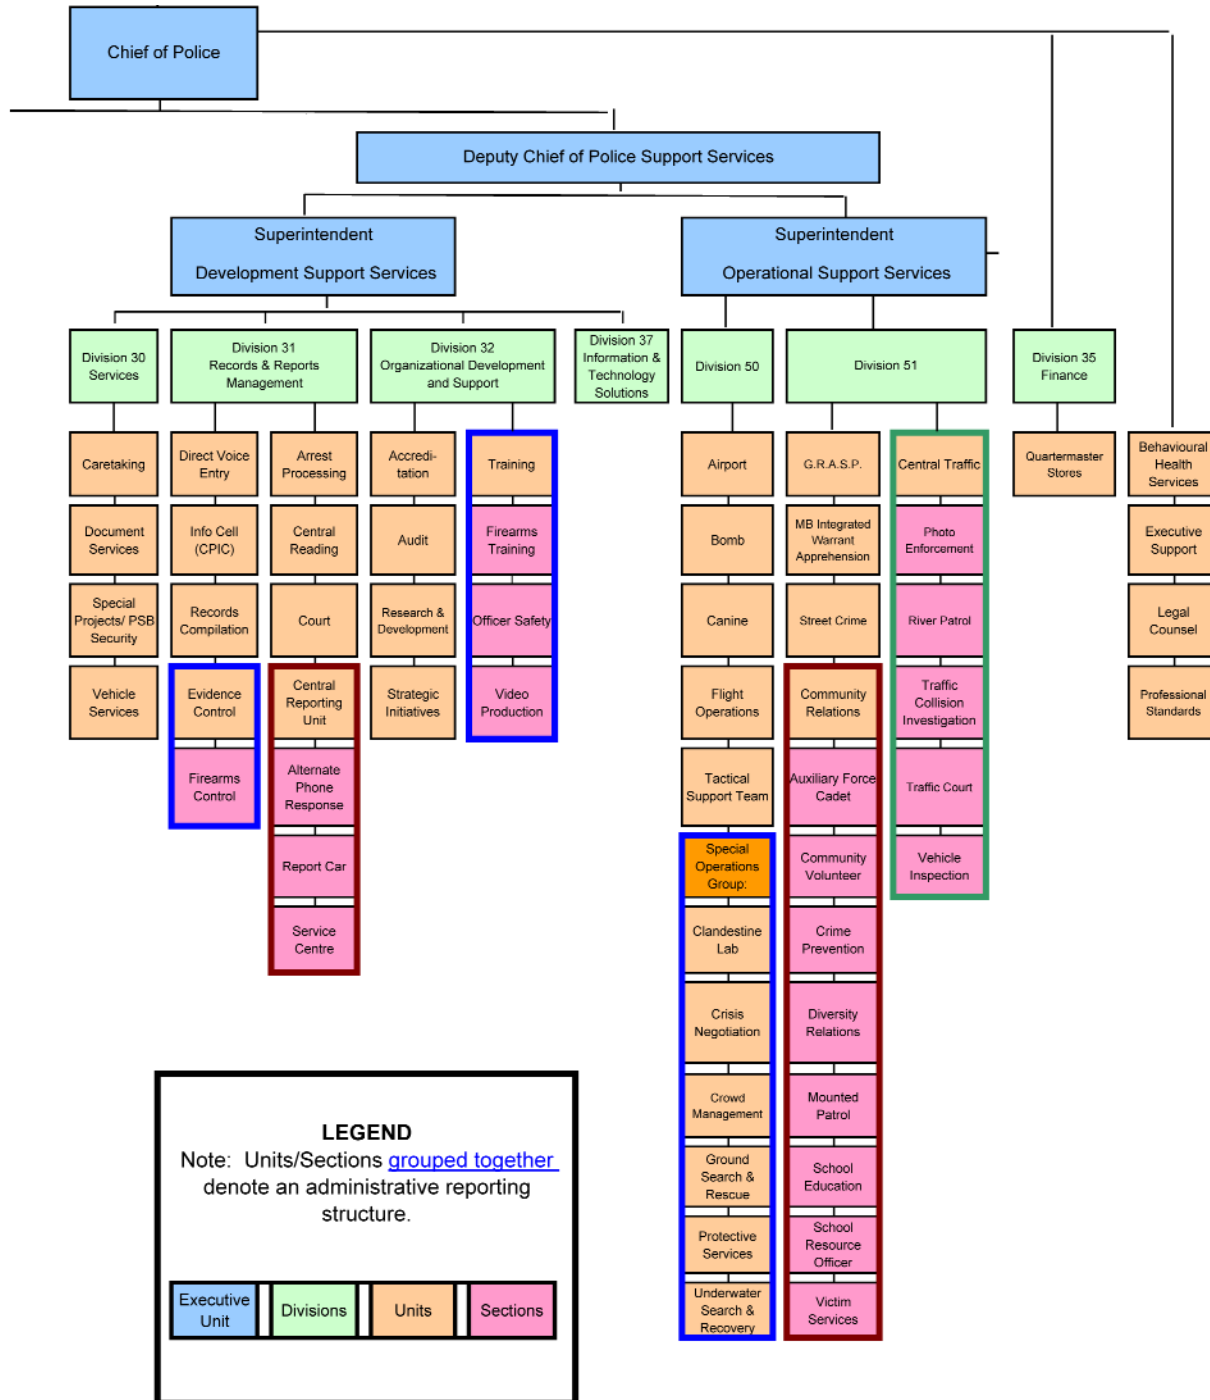 Chief of Police
Deputy Chief of Police Support Services
Superintendent
Development Support Services
Superintendent
Operational Support Services
Division 30
Services
Division 31
Records & Reports
Management
Division 32
Organizational Development
and Support
Division 37
Information &
Technology
Solutions
Division 50
Division 51
Division 35
Finance
Caretaking
Document
Services
Special
Projects/ PSB
Security
Vehicle
Services
Direct Voice
Entry
Info Cell
(CPIC)
Records
Compilation
Evidence
Control
Firearms
Control
Arrest
Processing
Central
Reading
Court
Central
Reporting
Unit
Alternate
Phone
Response
Report Car
Service
Centre
Accredi-
tation
Audit
Research &
Development
Strategic
Initiatives
Training
Firearms
Training
Officer Safety
Video
Production
Airport
Bomb
Canine
Flight
Operations
Tactical
Support Team
Special
Operations
Group:
Clandestine
Lab
Crisis
Negotiation
Crowd
Management
Ground
Search &
Rescue
Protective
Services
Underwater
Search &
Recovery
G.R.A.S.P.
MB Integrated
Warrant
Apprehension
Street Crime
Community
Relations
Auxiliary Force
Cadet
Community
Volunteer
Crime
Prevention
Diversity
Relations
Mounted
Patrol
School
Education
School
Resource
Officer
Victim
Services
Central Traffic
Photo
Enforcement
River Patrol
Traffic
Collision
Investigation
Traffic Court
Vehicle
Inspection
Quartermaster
Stores
Behavioural
Health
Services
Executive
Support
Legal
Counsel
Professional
Standards
LEGEND
Note: Units/Sections grouped together
denote an administrative reporting
structure.
Executive
Unit
Divisions
Units
Sections